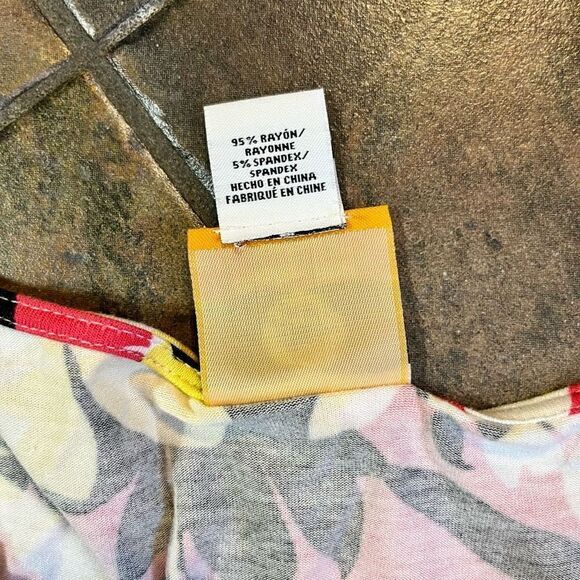 95% RAYÓN/
RAYONNE
5% SPANDEX/
SPANDEX
HECHO EN CHINA
FABRIQUÉ EN CHINE